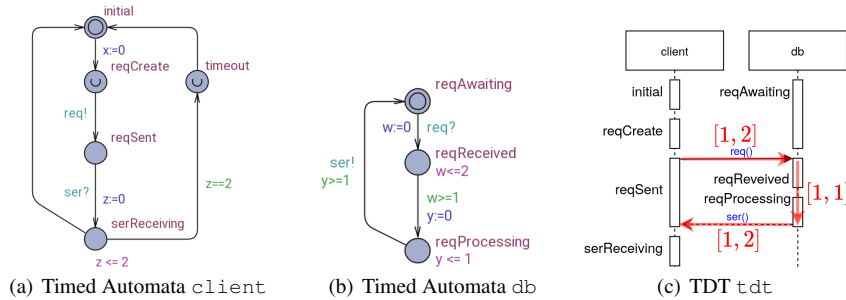 initial
x:=0
reqCreate
timeout
req!
reqSent
ser?
z:=0
z==2
serReceiving
z <= 2
(a) Timed Automata client
reqAwaiting
w:=0
req?
reqReceived
w<=2
ser!
y>=1
w>=1
y:=0
reqProcessing
y <= 1
(b) Timed Automata db
client
db
initial
reqAwaiting
reqCreate
[1, 2]
req()
reqReveived
reqSent
reqProcessing
[1, 1]
ser()
[1, 2]
serReceiving
(c) TDT tdt